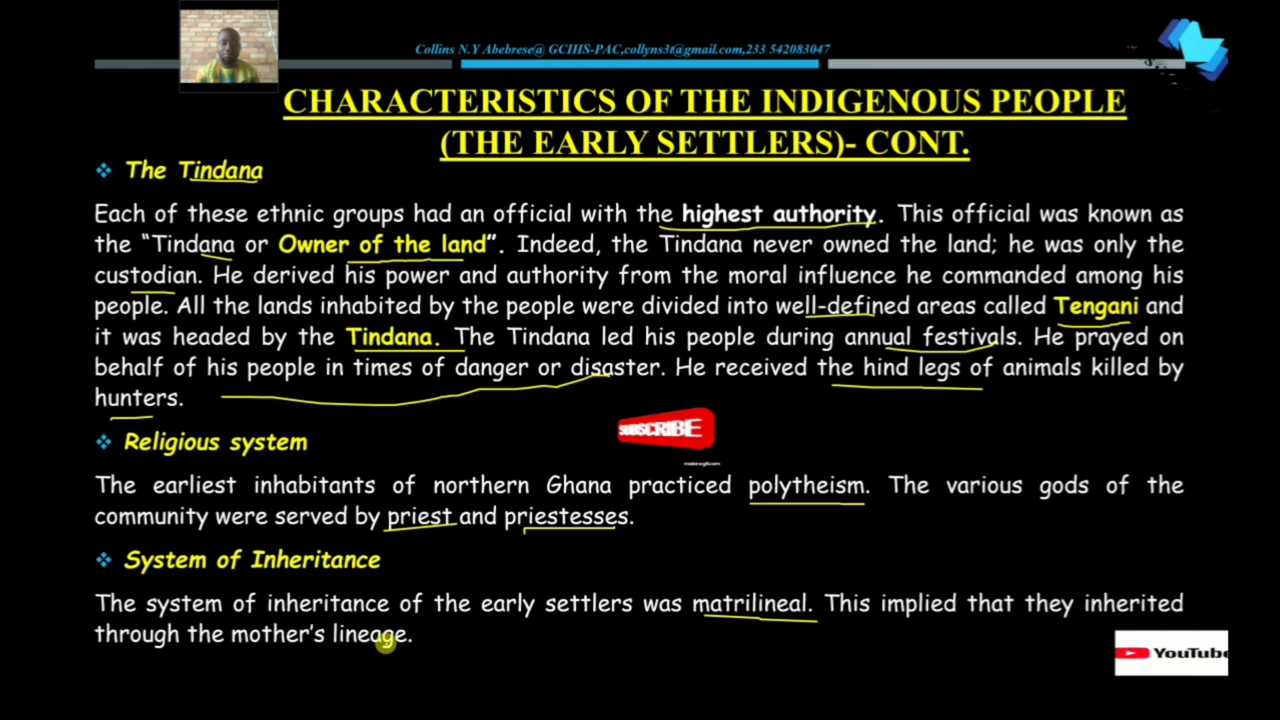 Collins N.Y Abebrese@ GCIHS-PAC,collyns3t@gmail.com,233 542083047
CHARACTERISTICS OF THE INDIGENOUS PEOPLE
(THE EARLY SETTLERS)- CONT.
❖ The Tindana
Each of these ethnic groups had an official with the highest authority. This official was known as
the “Tindana or Owner of the land”. Indeed, the Tindana never owned the land; he was only the
custodian. He derived his power and authority from the moral influence he commanded among his
people. All the lands inhabited by the people were divided into well-defined areas called Tengani and
it was headed by the Tindana. The Tindana led his people during annual festivals. He prayed on
behalf of his people in times of danger or disaster. He received the hind legs of animals killed by
hunters.
SUBSCRIBE
❖ Religious system
The earliest inhabitants of northern Ghana practiced polytheism. The various gods of the
community were served by priest and priestesses.
❖ System of Inheritance
The system of inheritance of the early settlers was matrilineal. This implied that they inherited
through the mother’s lineage.
YouTube